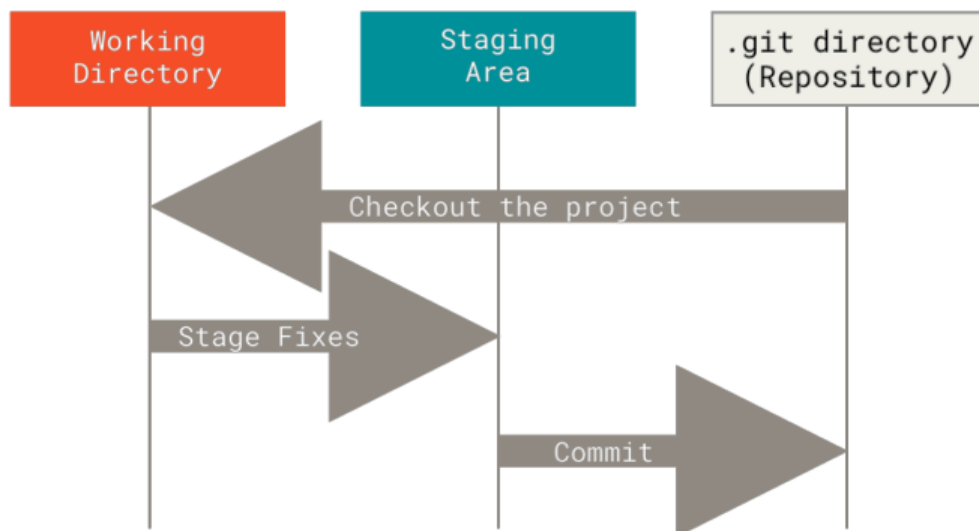 Working
Directory
Staging
Area
.git directory
(Repository)
Checkout the project
Stage Fixes
Commit